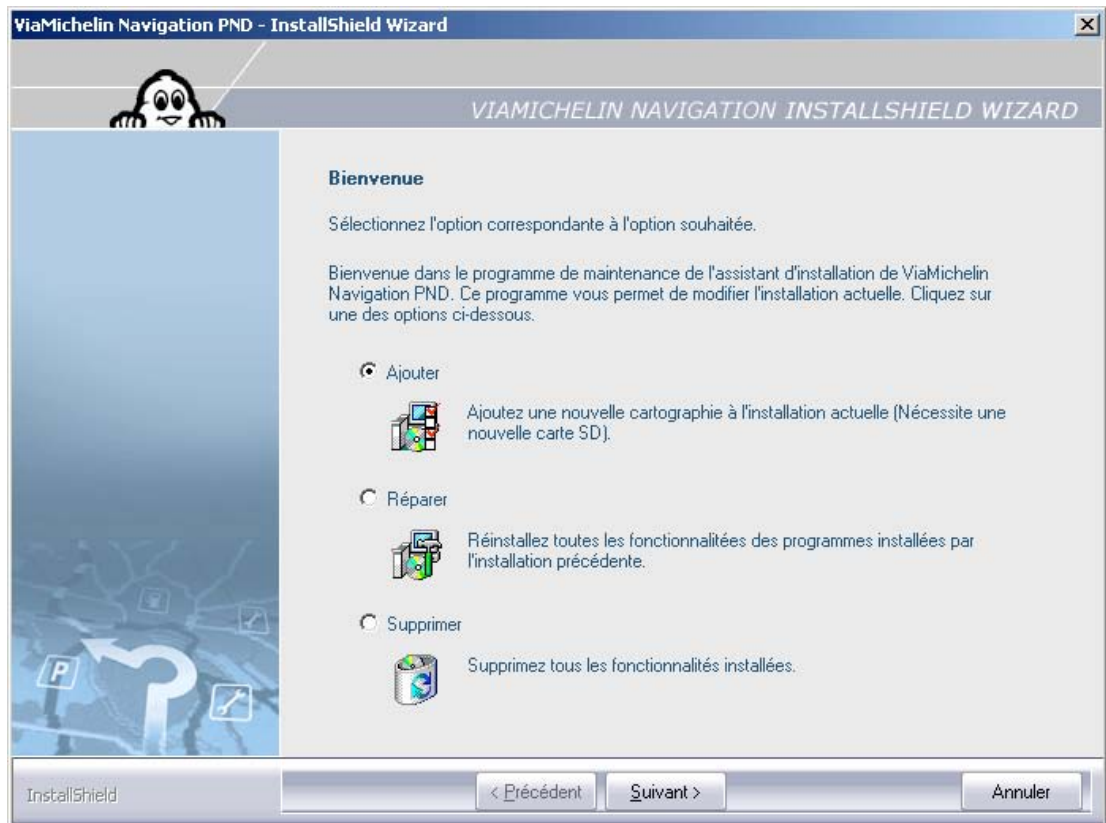 ViaMichelin Navigation PND - InstallShield Wizard
VIAMICHELIN NAVIGATION INSTALLSHIELD WIZARD
Bienvenue
Sélectionnez l'option correspondante à l'option souhaitée.
Bienvenue dans le programme de maintenance de l'assistant d'installation de ViaMichelin
Navigation PND. Ce programme vous permet de modifier l'installation actuelle. Cliquez sur
une des options ci-dessous.
Ajouter
Ajoutez une nouvelle cartographie à l'installation actuelle (Nécessite une
nouvelle carte SD).
Réparer
Réinstallez toutes les fonctionnalitées des programmes installées par
l'installation précédente.
Supprimer
Supprimez tous les fonctionnalités installées.
P
InstallShield
< Précédent
Suivant >
Annuler